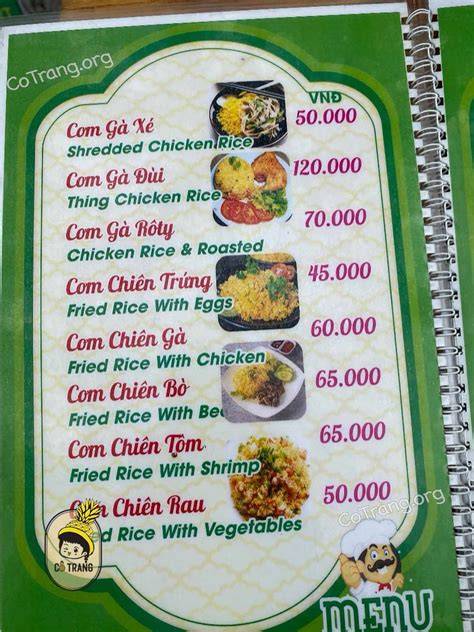 CoTrang.org
VNĐ
Cơm Gà Xé 50.000
Shredded Chicken Rice
Cơm Gà Đùi 120.000
Thing Chicken Rice
Cơm Gà Rôty 70.000
Chicken Rice & Roasted
Cơm Chiên Trứng 45.000
Fried Rice With Eggs
Cơm Chiên Gà 60.000
Fried Rice With Chicken
Cơm Chiên Bò 65.000
Fried Rice With Bee
Cơm Chiên Tôm 65.000
Fried Rice With Shrimp
Cơm Chiên Rau 50.000
Fried Rice With Vegetables
CoTrang.org
CÔ TRANG
MENU